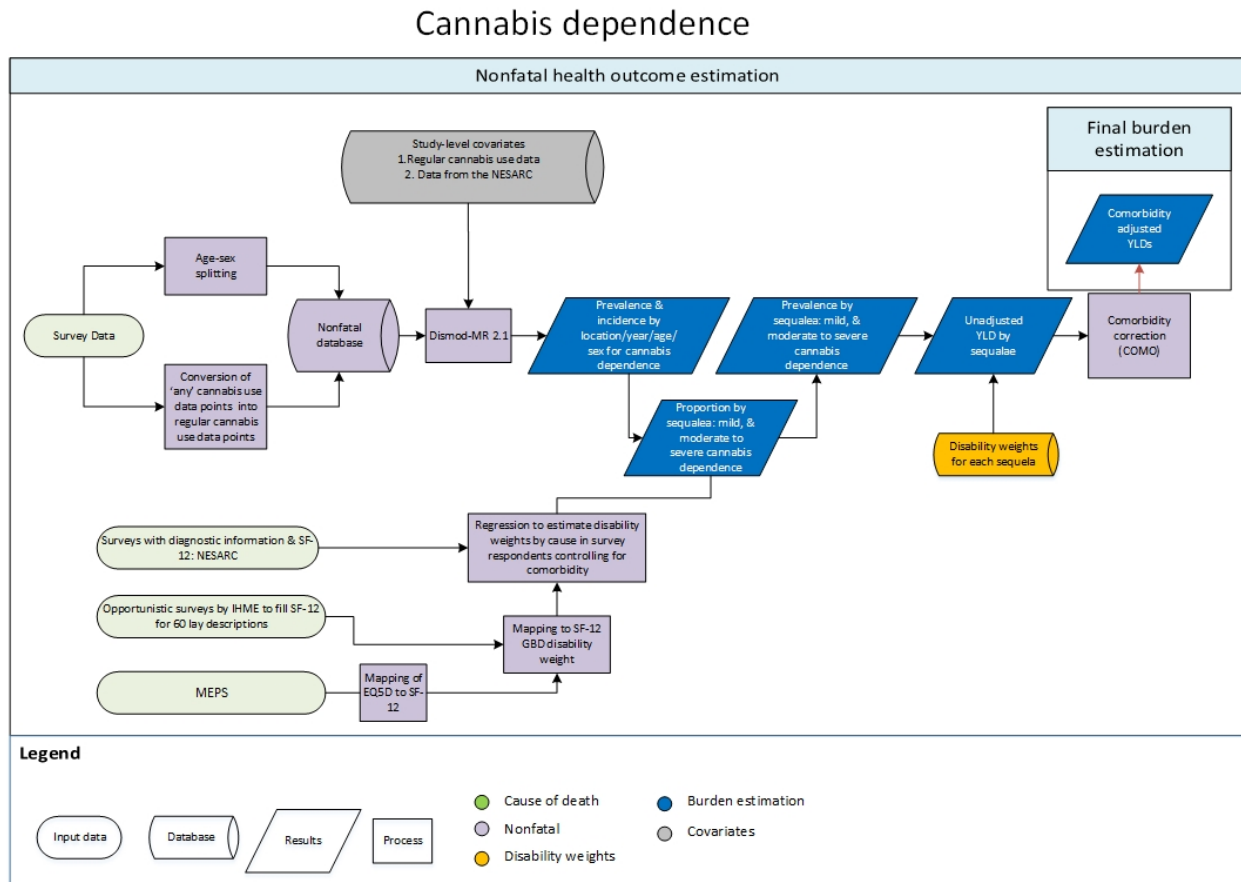 Cannabis dependence
Nonfatal health outcome estimation
Final burden
estimation
Study-level covariates
1.Regular cannabis use data
2. Data from the NESARC
Comorbidity
adjusted
YLDs
Age-sex
splitting
Survey Data
Nonfatal
database
Dismod-MR 2.1
Prevalence &
incidence by
location/year/age/
sex for cannabis
dependence
Prevalence by
sequalea: mild, &
moderate to severe
cannabis
dependence
Unadjusted
YLD by
sequalae
Comorbidity
correction
(COMO)
Conversion of
'any' cannabis use
data points into
regular cannabis
use data points
Proportion by
sequalea: mild, &
moderate to
severe cannabis
dependence
Disability weights
for each sequela
Surveys with diagnostic information & SF-
12: NESARC
Regression to estimate disability
weights by cause in survey
respondents controlling for
comorbidity
Opportunistic surveys by IHME to fill SF-12
for 60 lay descriptions
Mapping to SF-12
GBD disability
weight
MEPS
Mapping of
EQ5D to SF-
12
Legend
Input data
Database
Results
Process
Cause of death
Nonfatal
Disability weights
Burden estimation
Covariates